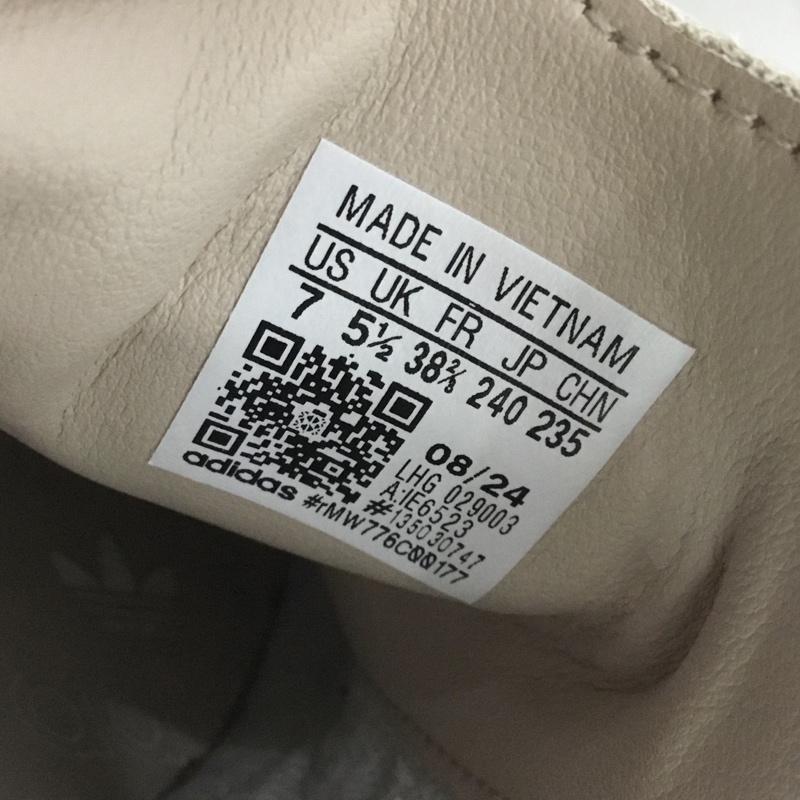 MADE IN VIETNAM
US UK FR JP CHN
7 5½ 38⅔ 240 235
08/24
LHG 029003
A:IE6523
#135030747
adidas #rMW776C00177